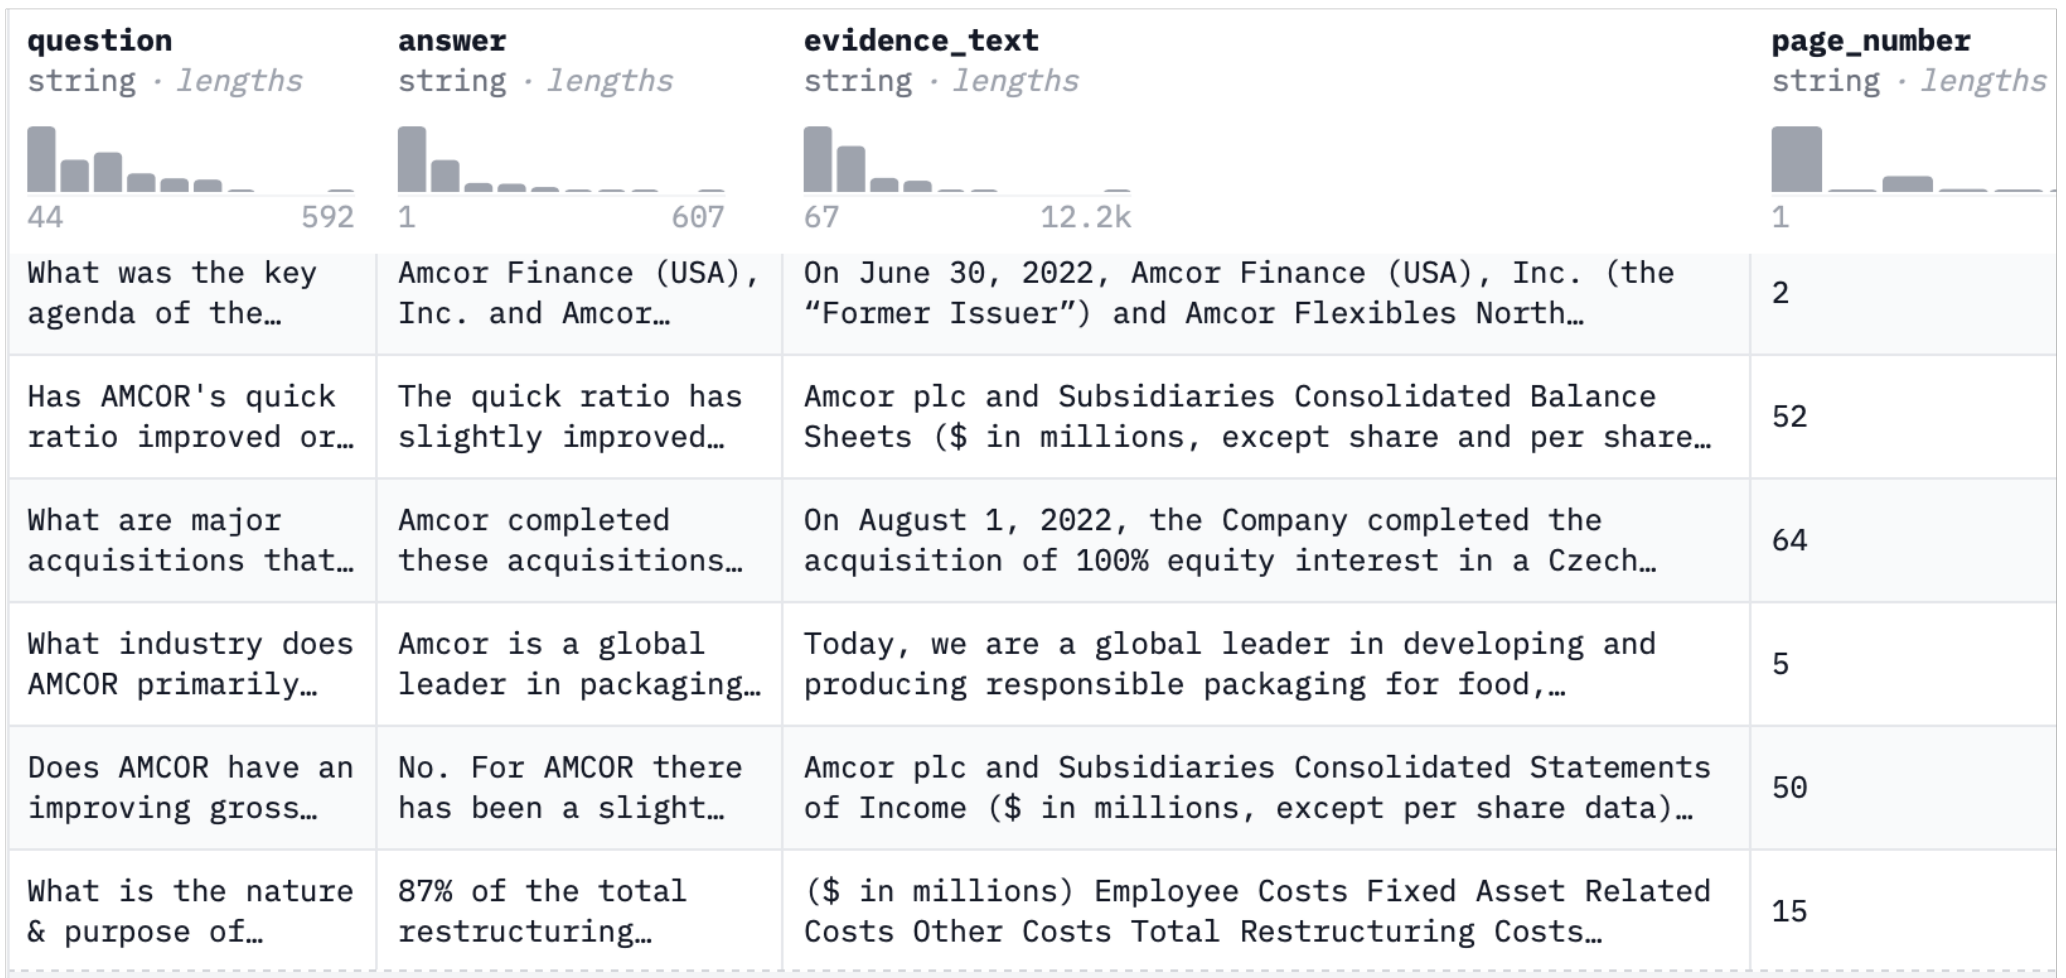 question answer evidence_text page_number
string · lengths string · lengths string · lengths string · lengths
44 592 1 607 67 12.2k 1
What was the key Amcor Finance (USA), On June 30, 2022, Amcor Finance (USA), Inc. (the
agenda of the… Inc. and Amcor… “Former Issuer”) and Amcor Flexibles North…
2
Has AMCOR's quick The quick ratio has Amcor plc and Subsidiaries Consolidated Balance
ratio improved or… slightly improved… Sheets ($ in millions, except share and per share…
52
What are major Amcor completed On August 1, 2022, the Company completed the
acquisitions that… these acquisitions… acquisition of 100% equity interest in a Czech…
64
What industry does Amcor is a global Today, we are a global leader in developing and
AMCOR primarily… leader in packaging… producing responsible packaging for food,…
5
Does AMCOR have an No. For AMCOR there Amcor plc and Subsidiaries Consolidated Statements
improving gross… has been a slight… of Income ($ in millions, except per share data)…
50
What is the nature 87% of the total ($ in millions) Employee Costs Fixed Asset Related
& purpose of… restructuring… Costs Other Costs Total Restructuring Costs…
15